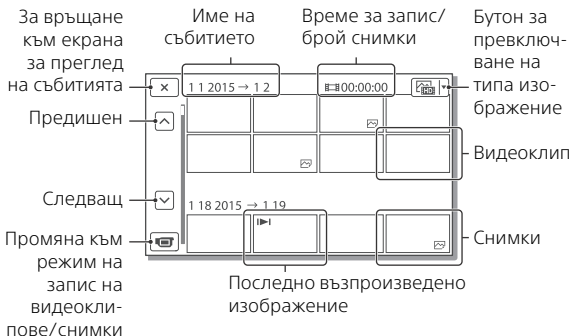 За връщане
към екрана
за преглед
на събитията
Име на
събитието
Време за запис/
брой снимки
Бутон за
превключ-
ване на
типа изо-
бражение
1 1 2015 → 1 2
00:00:00
HD
Предишен
Видеоклип
Следващ
1 18 2015 → 1 19
Промяна към
режим на
запис на
видеокли-
пове/снимки
Снимки
Последно възпроизведено
изображение